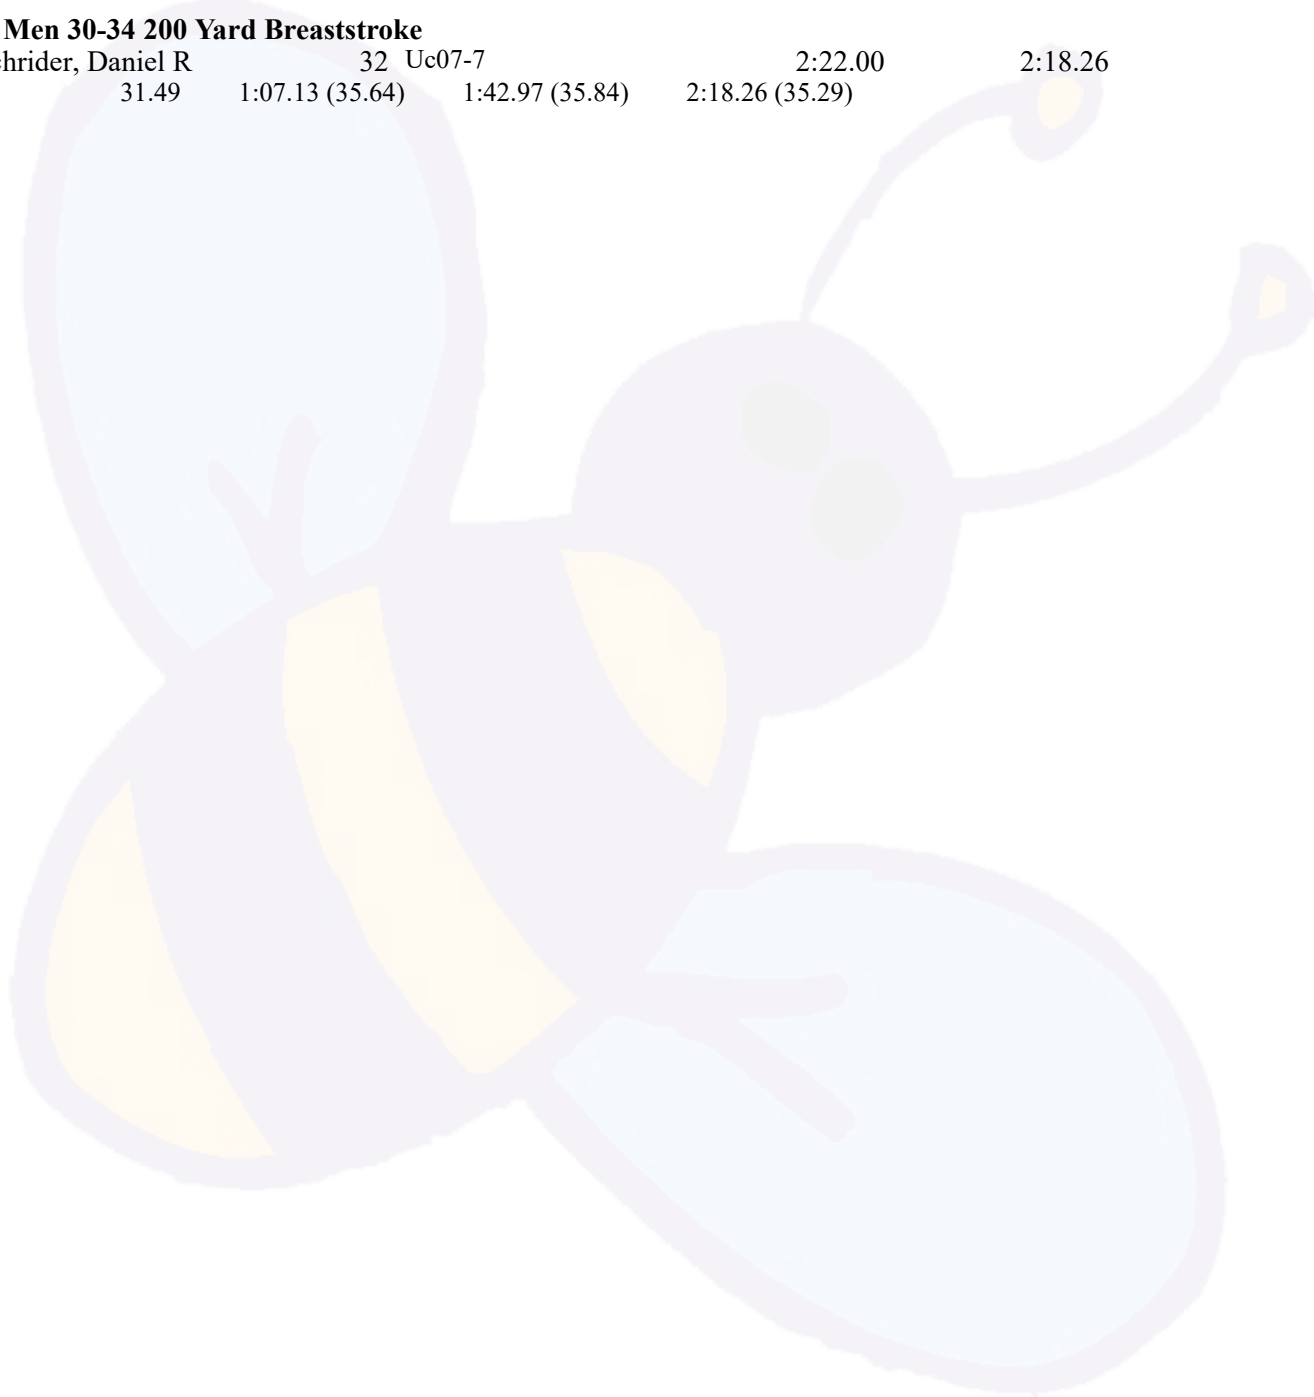 Men 30-34 200 Yard Breaststroke
hrider, Daniel R 32 Uc07-7 2:22.00 2:18.26
31.49 1:07.13 (35.64) 1:42.97 (35.84) 2:18.26 (35.29)